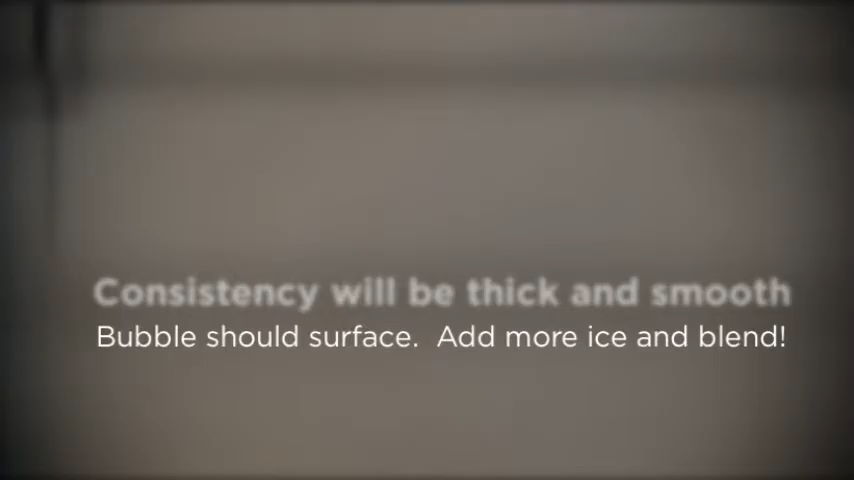 Consistency will be thick and smooth
Bubble should surface.  Add more ice and blend!